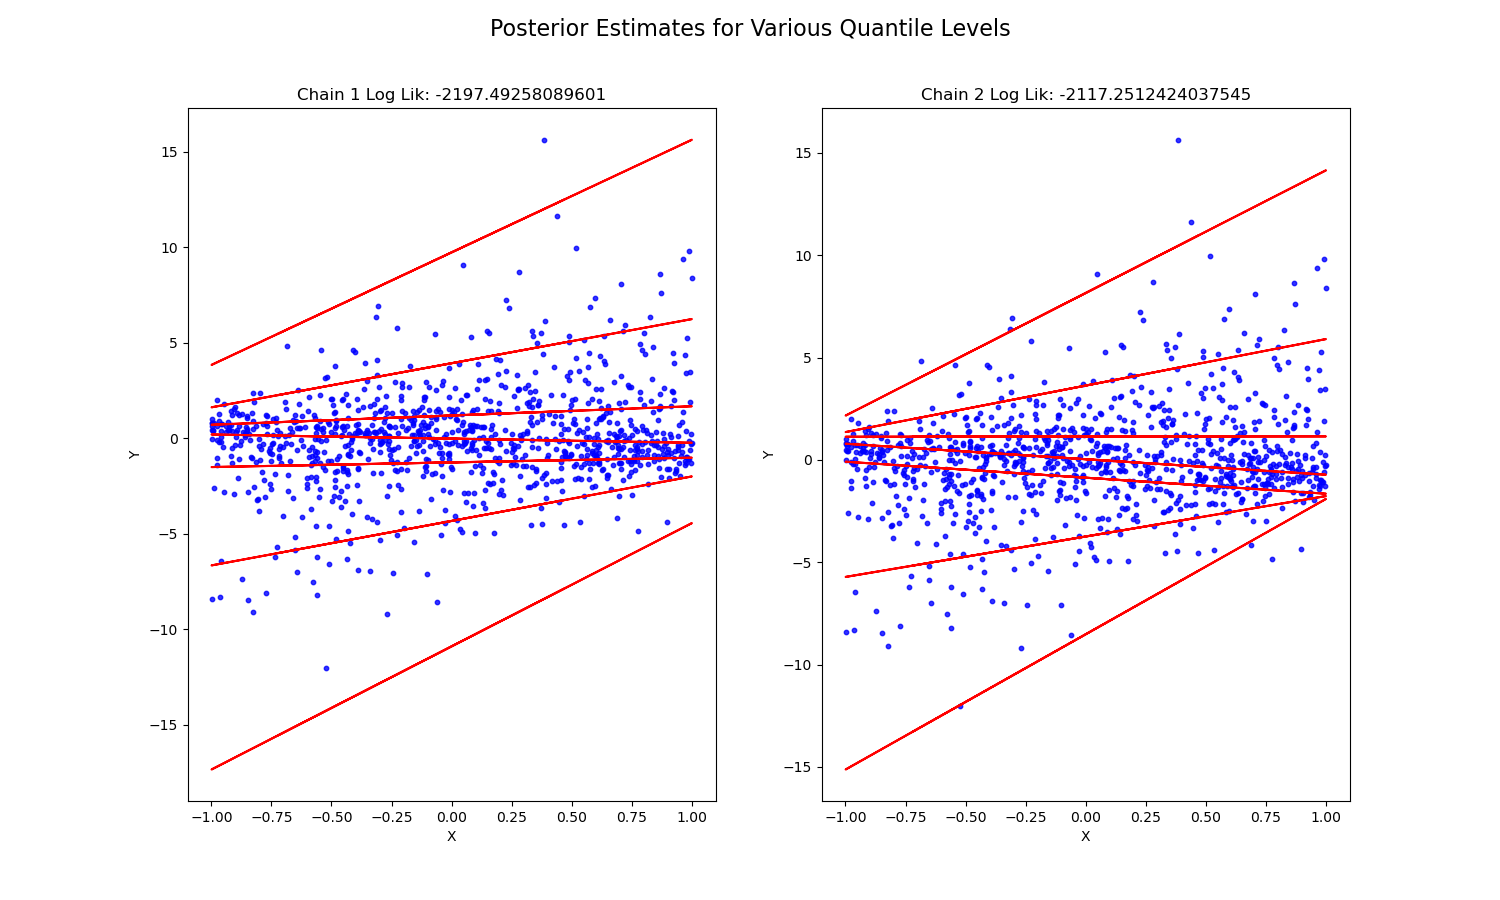 Posterior Estimates for Various Quantile Levels
Chain 1 Log Lik: -2197.49258089601
Chain 2 Log Lik: -2117.2512424037545
15
10
5
0
−5
−10
−15
Y
−1.00 −0.75 −0.50 −0.25 0.00 0.25 0.50 0.75 1.00
X
15
10
5
0
−5
−10
−15
Y
−1.00 −0.75 −0.50 −0.25 0.00 0.25 0.50 0.75 1.00
X